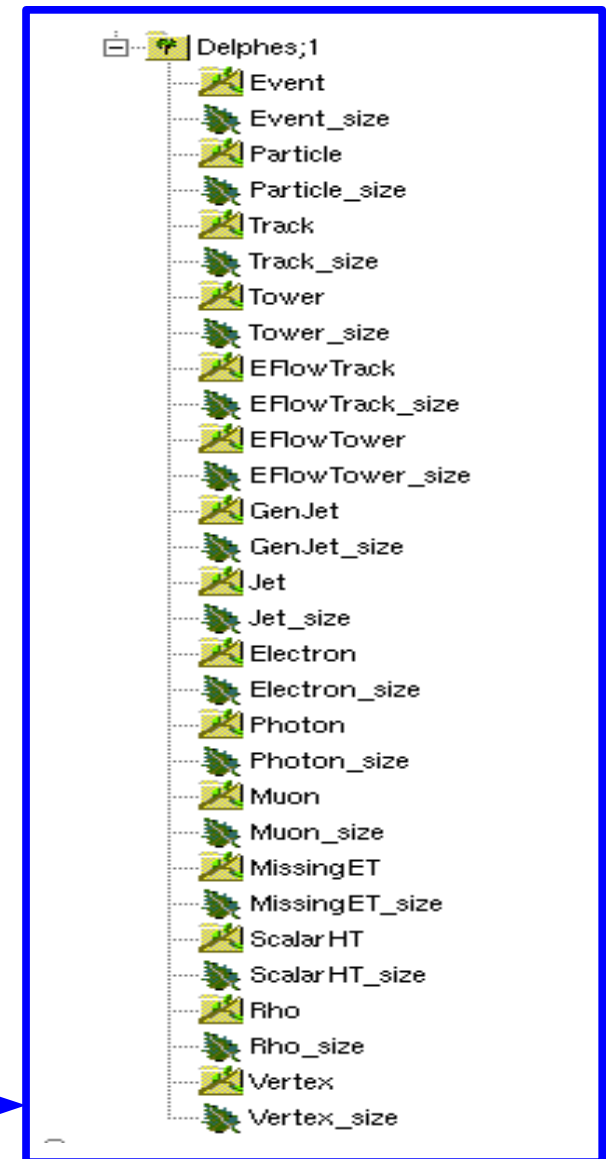 Delphes;1
Event
Event_size
Particle
Particle_size
Track
Track_size
Tower
Tower_size
EFlowTrack
EFlowTrack_size
EFlowTower
EFlowTower_size
GenJet
GenJet_size
Jet
Jet_size
Electron
Electron_size
Photon
Photon_size
Muon
Muon_size
MissingET
MissingET_size
ScalarHT
ScalarHT_size
Rho
Rho_size
Vertex
Vertex_size